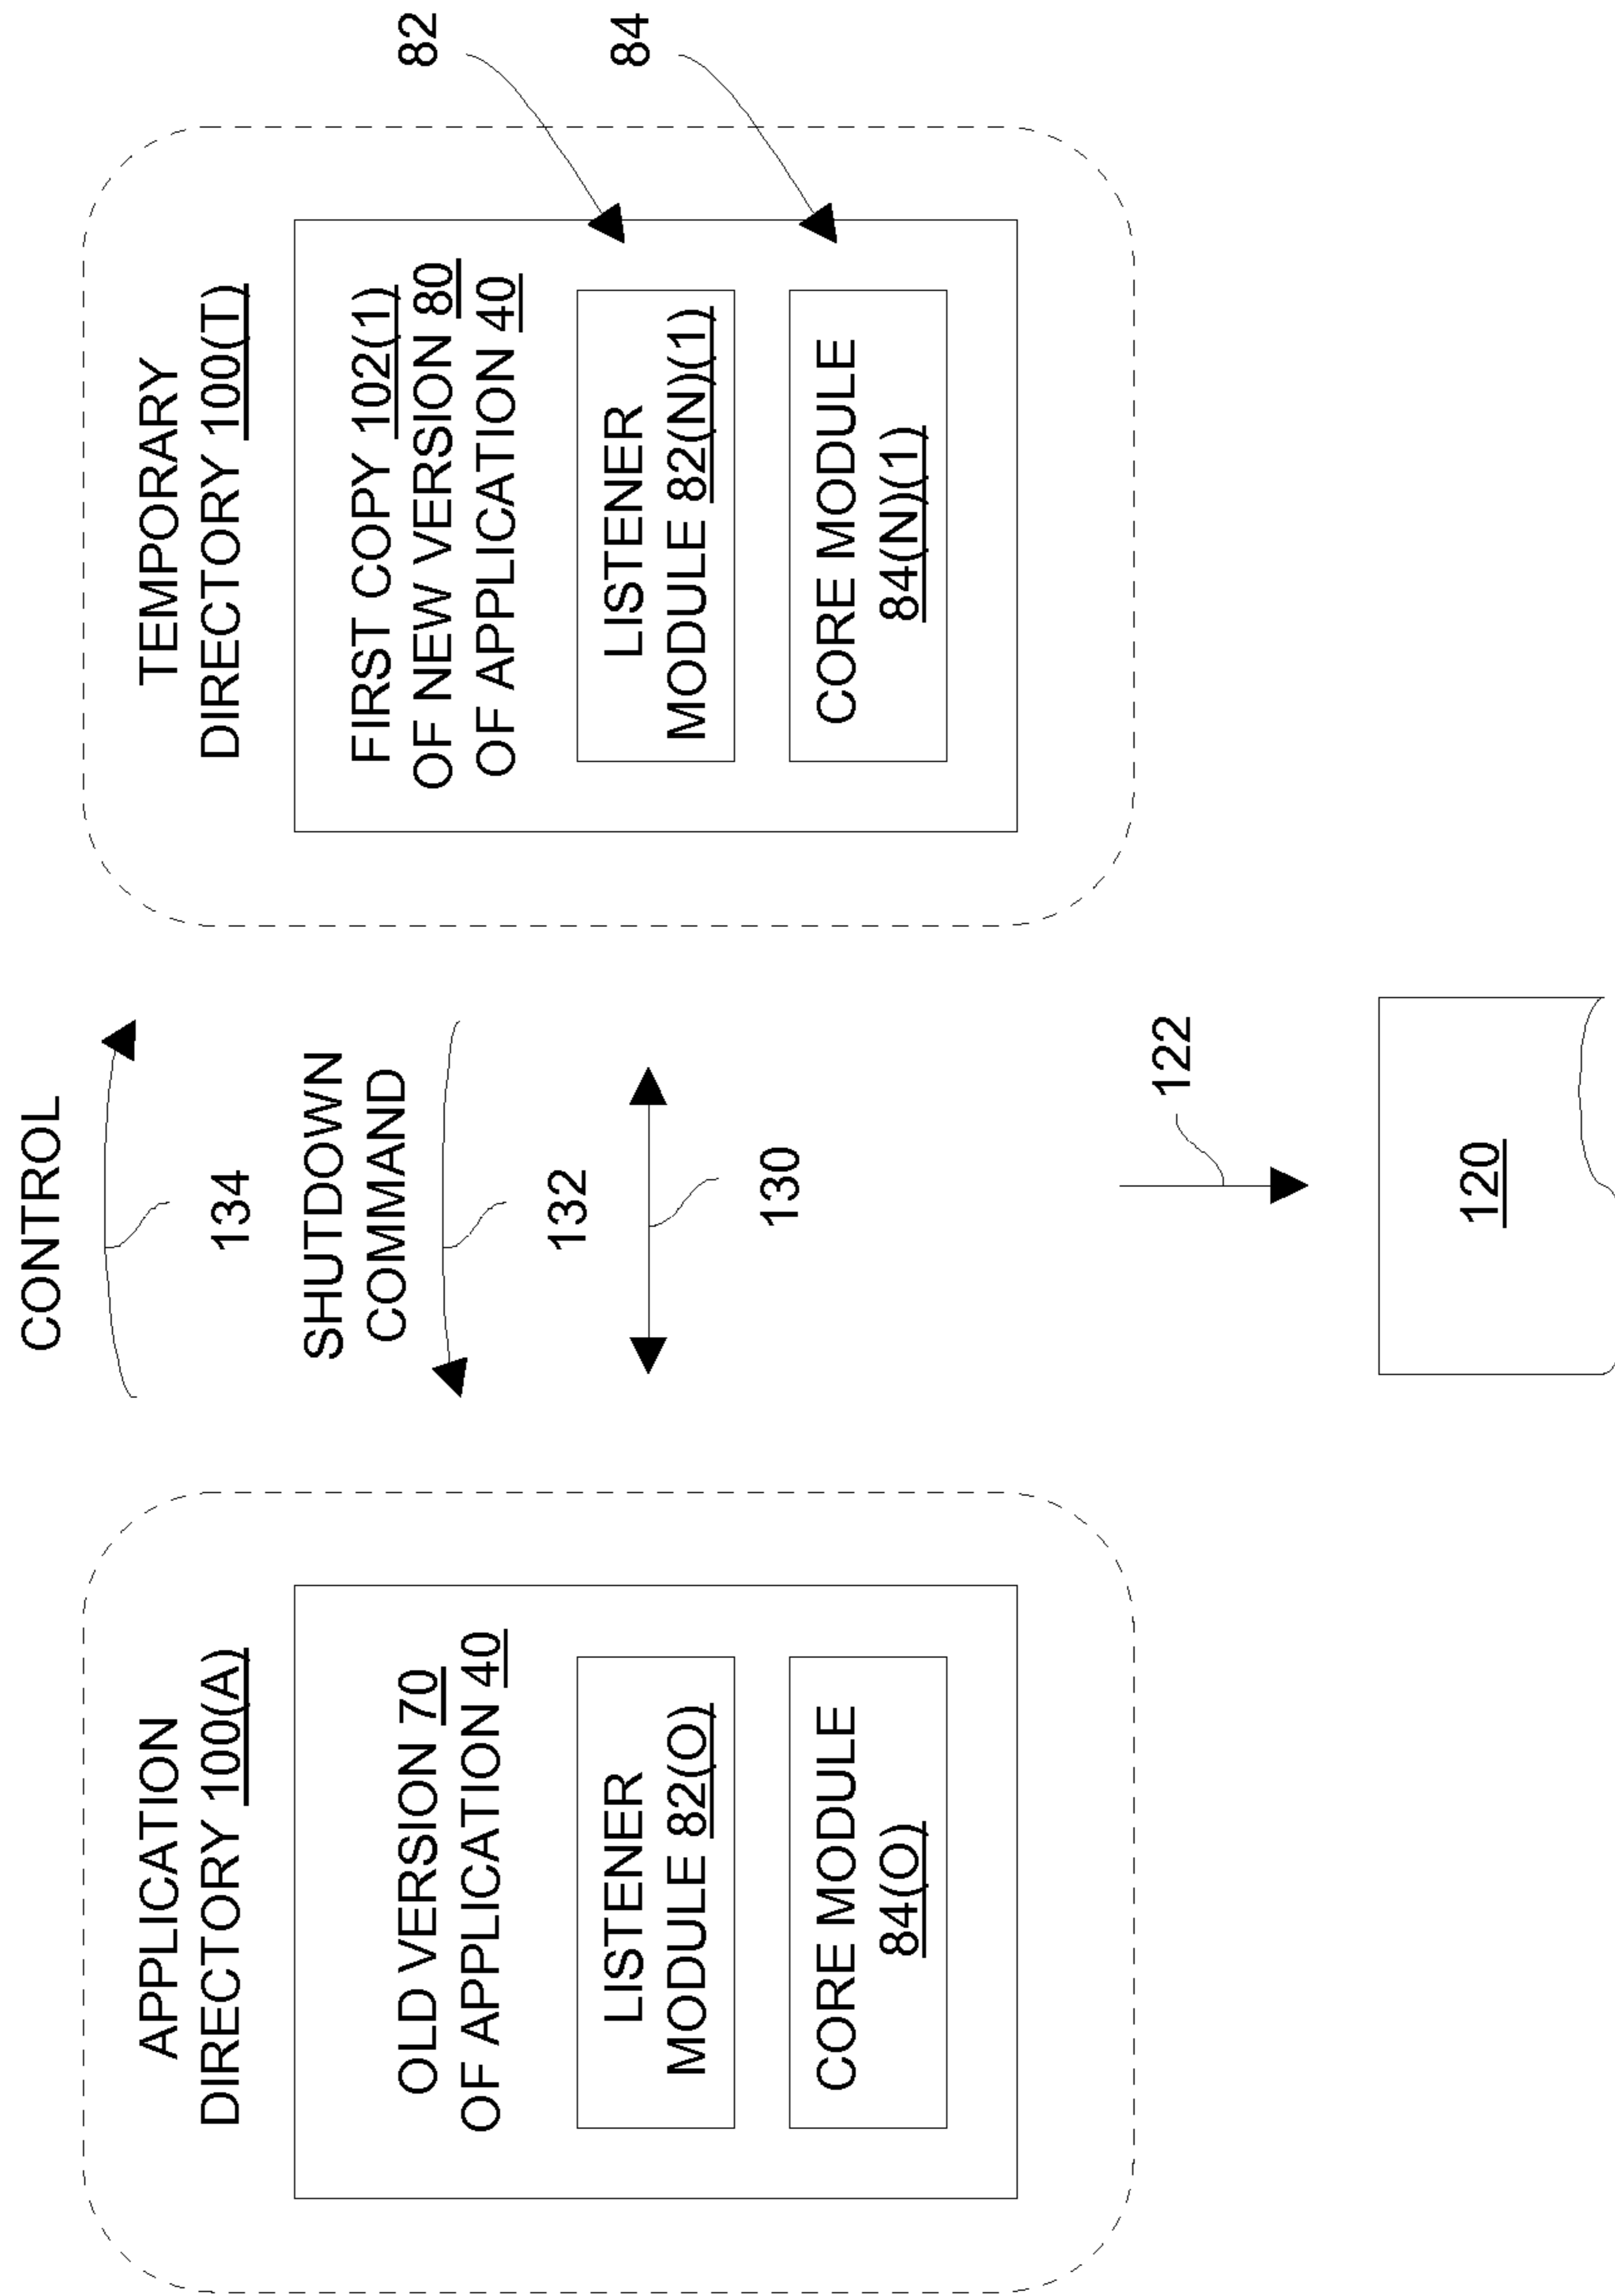 APPLICATION
DIRECTORY 100(A)
OLD VERSION 70
OF APPLICATION 40
LISTENER
MODULE 82(O)
CORE MODULE
84(O)
CONTROL
134
SHUTDOWN
COMMAND
132
130
122
120
TEMPORARY
DIRECTORY 100(T)
FIRST COPY 102(1)
OF NEW VERSION 80
OF APPLICATION 40
LISTENER
MODULE 82(N)(1)
CORE MODULE
84(N)(1)
82
84